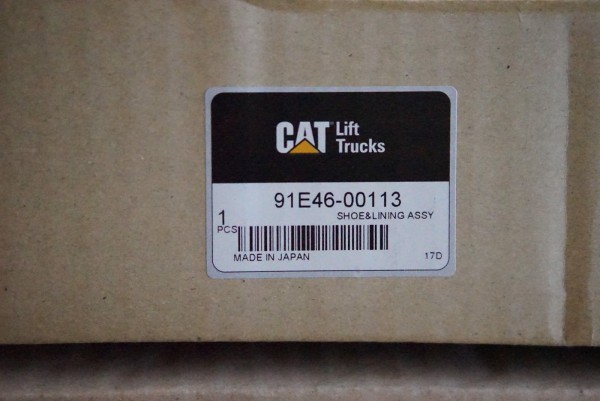 CAT Lift
Trucks
91E46-00113
1 SHOE&LINING ASSY
PCS
MADE IN JAPAN 17D